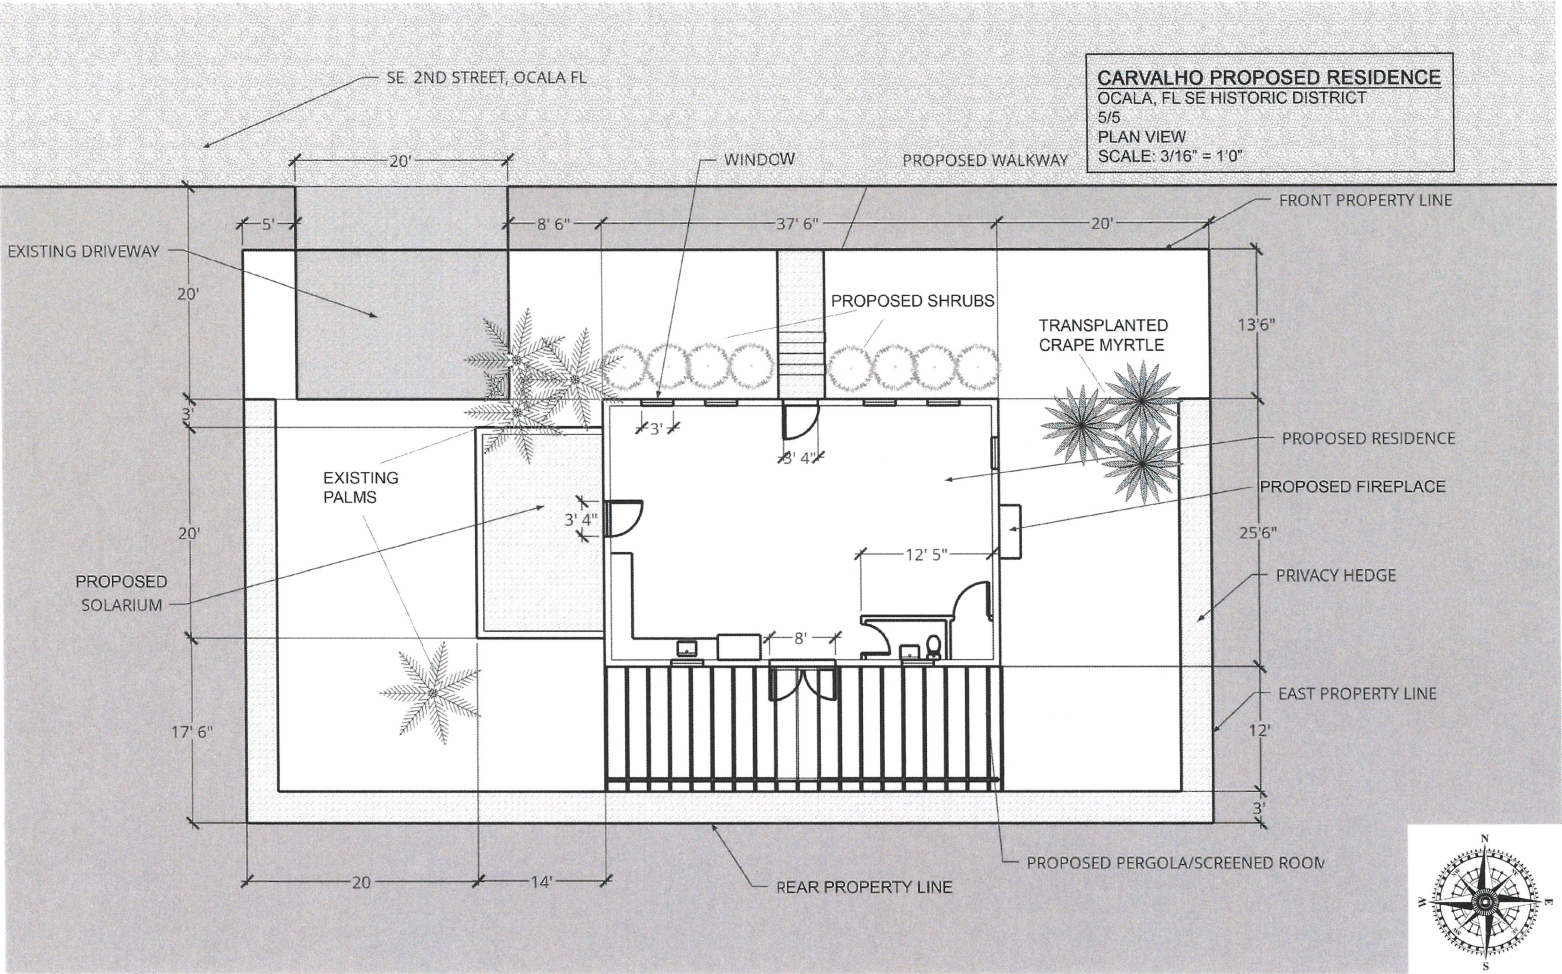 SE 2ND STREET, OCALA FL
CARVALHO PROPOSED RESIDENCE
OCALA, FL SE HISTORIC DISTRICT
5/5
PLAN VIEW
SCALE: 3/16" = 1'0"
20'
WINDOW
PROPOSED WALKWAY
FRONT PROPERTY LINE
5'
8' 6"
37' 6"
20'
EXISTING DRIVEWAY
20'
PROPOSED SHRUBS
TRANSPLANTED
CRAPE MYRTLE
13'6"
3'
3'
3' 4"
PROPOSED RESIDENCE
EXISTING
PALMS
PROPOSED FIREPLACE
3' 4"
20'
25'6"
12' 5"
PROPOSED
SOLARIUM
PRIVACY HEDGE
8'
EAST PROPERTY LINE
17' 6"
12'
3'
PROPOSED PERGOLA/SCREENED ROOM
20
14'
REAR PROPERTY LINE
N
W
E
S